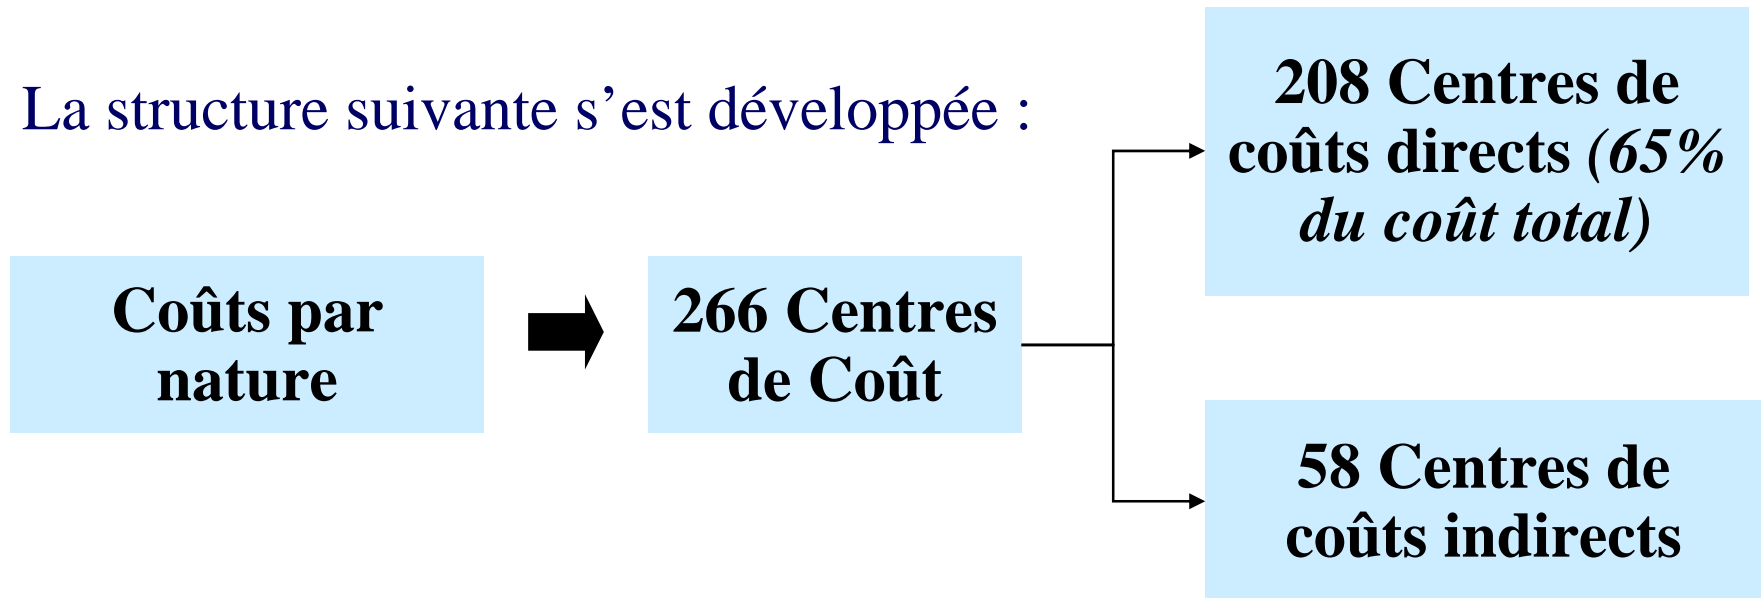 La structure suivante s’est développée :
Coûts par
nature
266 Centres
de Coût
208 Centres de
coûts directs (65%
du coût total)
58 Centres de
coûts indirects